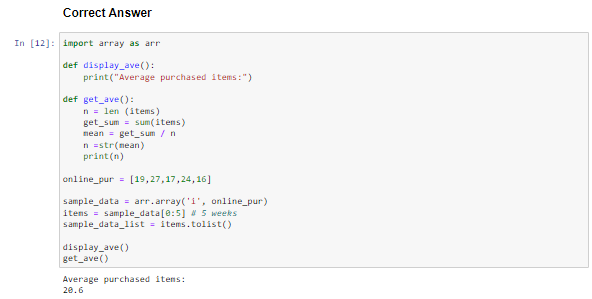 Correct Answer
In [12]: import array as arr
def display_ave():
    print("Average purchased items:")
def get_ave():
    n = len (items)
    get_sum = sum(items)
    mean = get_sum / n
    n =str(mean)
    print(n)
online_pur = [19,27,17,24,16]
sample_data = arr.array('i', online_pur)
items = sample_data[0:5] # 5 weeks
sample_data_list = items.tolist()
display_ave()
get_ave()
Average purchased items:
20.6